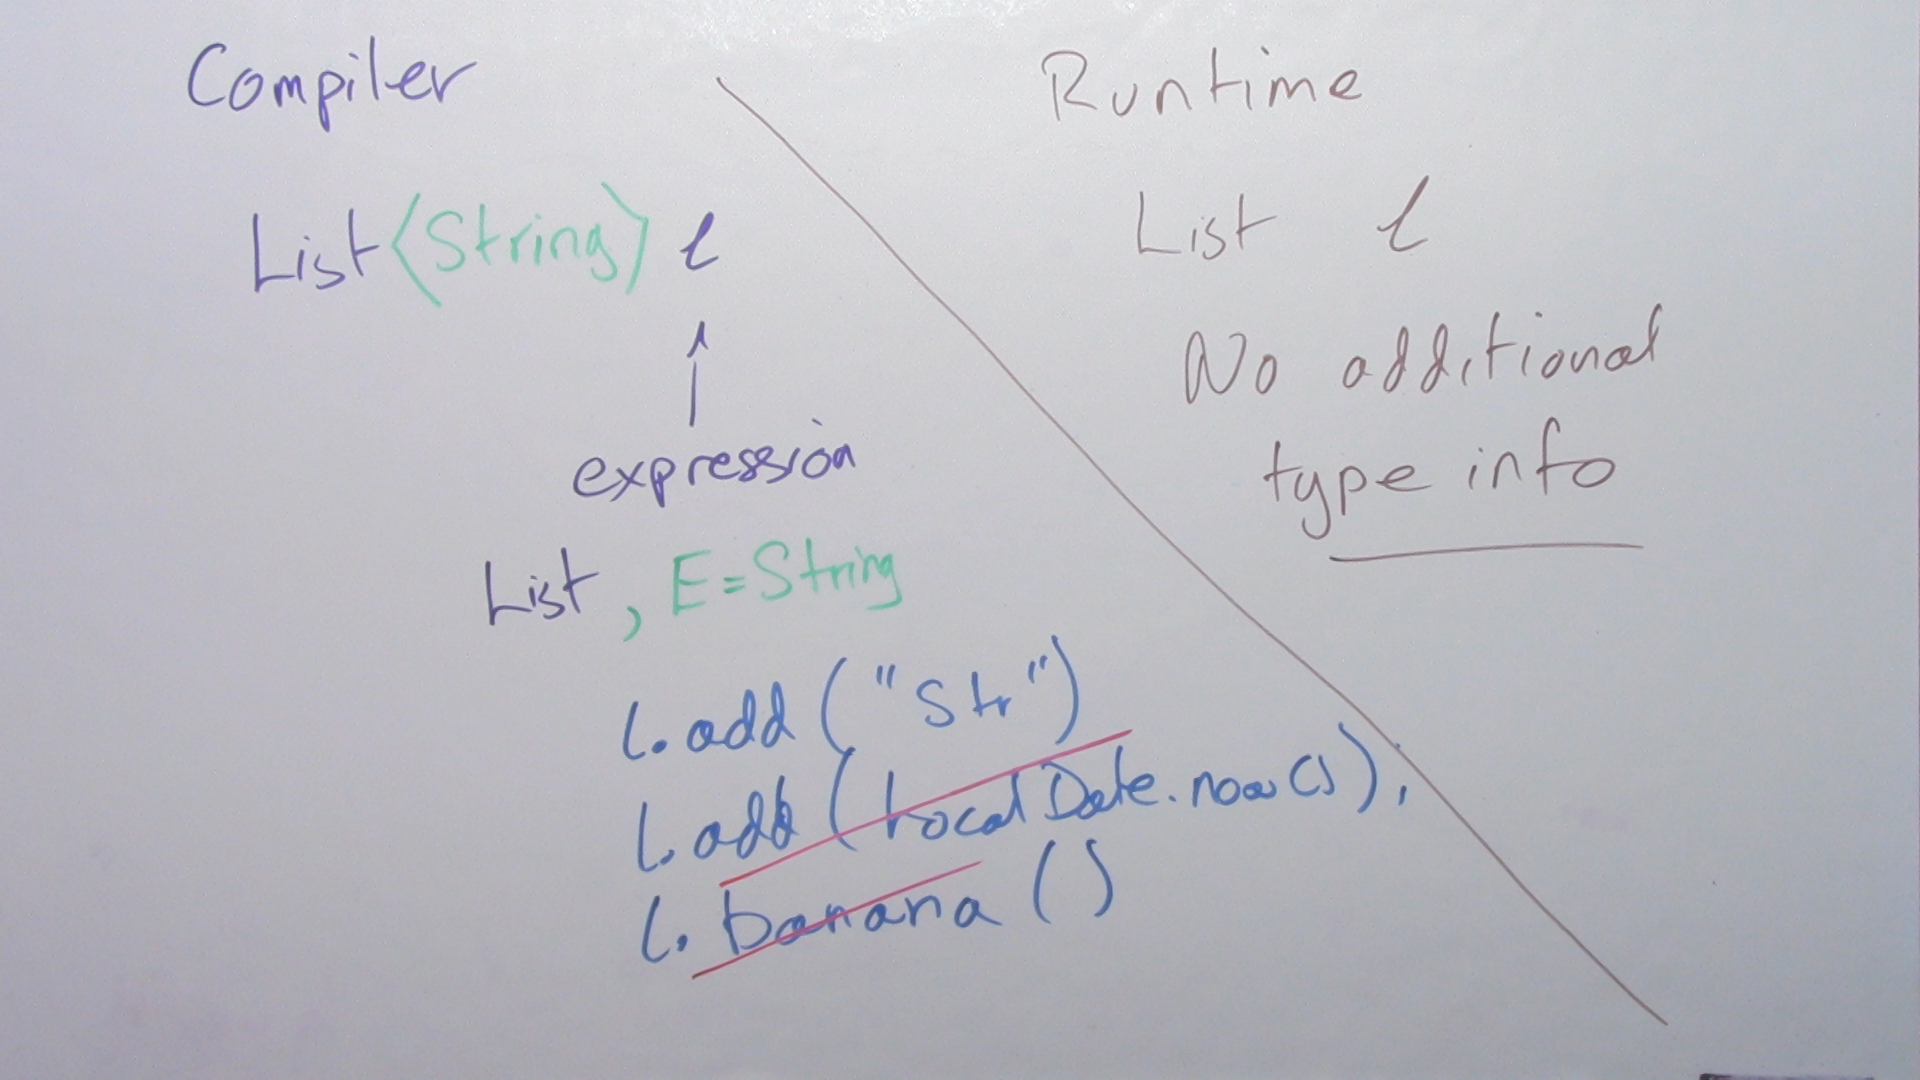 Compiler
List<String> l
expression
List, E=String
l.add("Str")
l.add(LocalDate.now());
l.banana()
Runtime
List l
No additional
type info